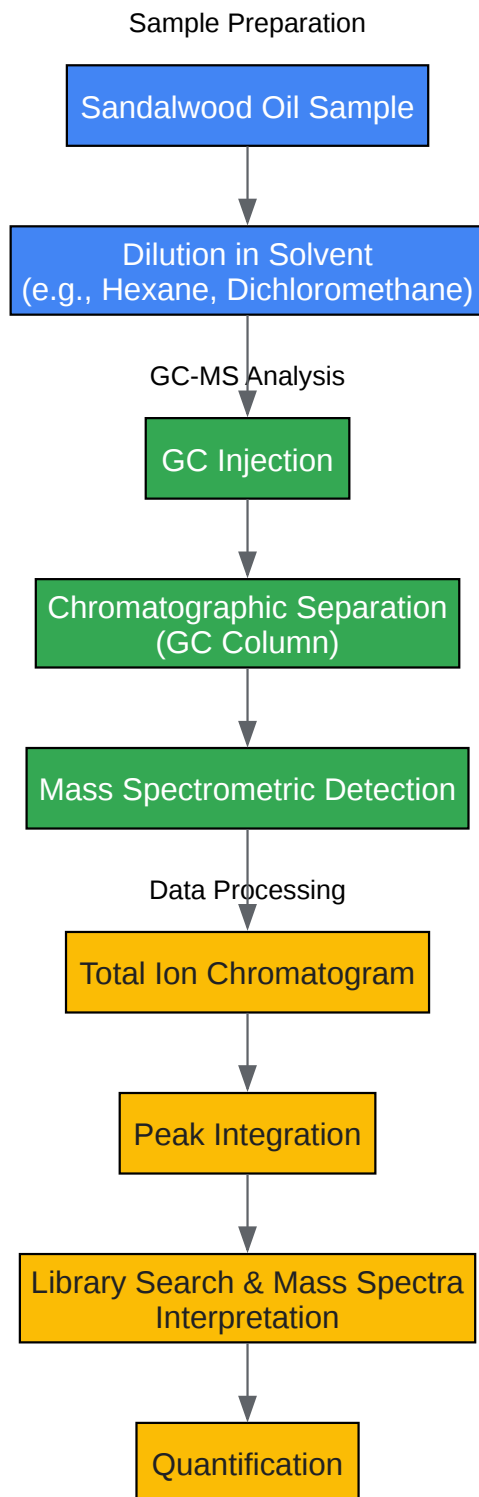 Sample Preparation
Sandalwood Oil Sample
Dilution in Solvent
(e.g., Hexane, Dichloromethane)
GC-MS Analysis
GC Injection
Chromatographic Separation
(GC Column)
Mass Spectrometric Detection
Data Processing
Total Ion Chromatogram
Peak Integration
Library Search & Mass Spectra
Interpretation
Quantification